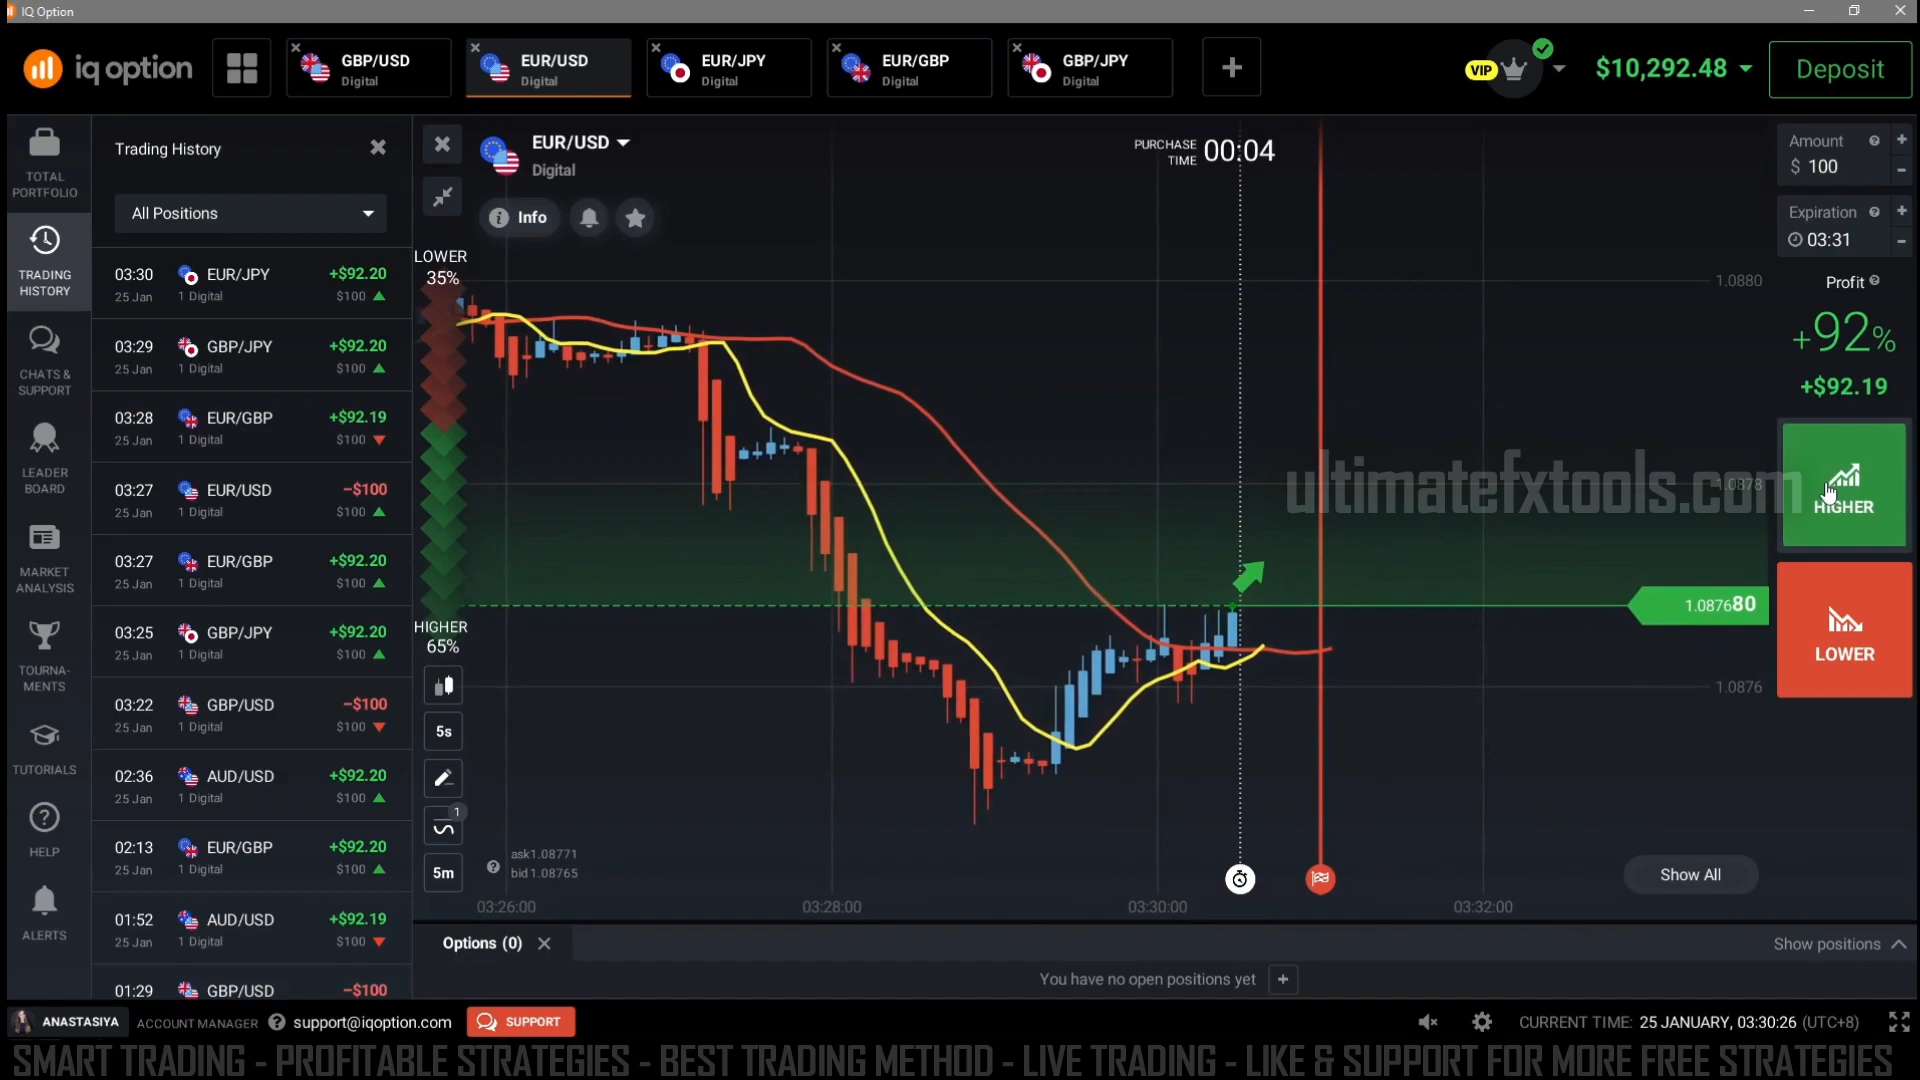 IQ Option
iq option
GBP/USD
Digital
EUR/USD
Digital
EUR/JPY
Digital
EUR/GBP
Digital
GBP/JPY
Digital
+
VIP
$10,292.48
Deposit
TOTAL
PORTFOLIO
TRADING
HISTORY
CHATS &
SUPPORT
LEADER
BOARD
MARKET
ANALYSIS
TOURNA-
MENTS
TUTORIALS
HELP
ALERTS
Trading History
All Positions
03:30 EUR/JPY +$92.20
25 Jan 1 Digital $100
03:29 GBP/JPY +$92.20
25 Jan 1 Digital $100
03:28 EUR/GBP +$92.19
25 Jan 1 Digital $100
03:27 EUR/USD −$100
25 Jan 1 Digital $100
03:27 EUR/GBP +$92.20
25 Jan 1 Digital $100
03:25 GBP/JPY +$92.20
25 Jan 1 Digital $100
03:22 GBP/USD −$100
25 Jan 1 Digital $100
02:36 AUD/USD +$92.20
25 Jan 1 Digital $100
02:13 EUR/GBP +$92.20
25 Jan 1 Digital $100
01:52 AUD/USD +$92.19
25 Jan 1 Digital $100
01:29 GBP/USD −$100
EUR/USD
Digital
Info
PURCHASE
TIME 00:04
LOWER
35%
HIGHER
65%
5s
1
5m
ask1.08771
bid1.08765
1.0880
1.0878
1.087680
1.0876
ultimatefxtools.com
03:26:00 03:28:00 03:30:00 03:32:00
Show All
Amount
$ 100
Expiration
03:31
Profit
+92%
+$92.19
HIGHER
LOWER
Options (0)
Show positions
You have no open positions yet +
ANASTASIYA ACCOUNT MANAGER support@iqoption.com SUPPORT
CURRENT TIME: 25 JANUARY, 03:30:26 (UTC+8)
SMART TRADING - PROFITABLE STRATEGIES - BEST TRADING METHOD - LIVE TRADING - LIKE & SUPPORT FOR MORE FREE STRATEGIES